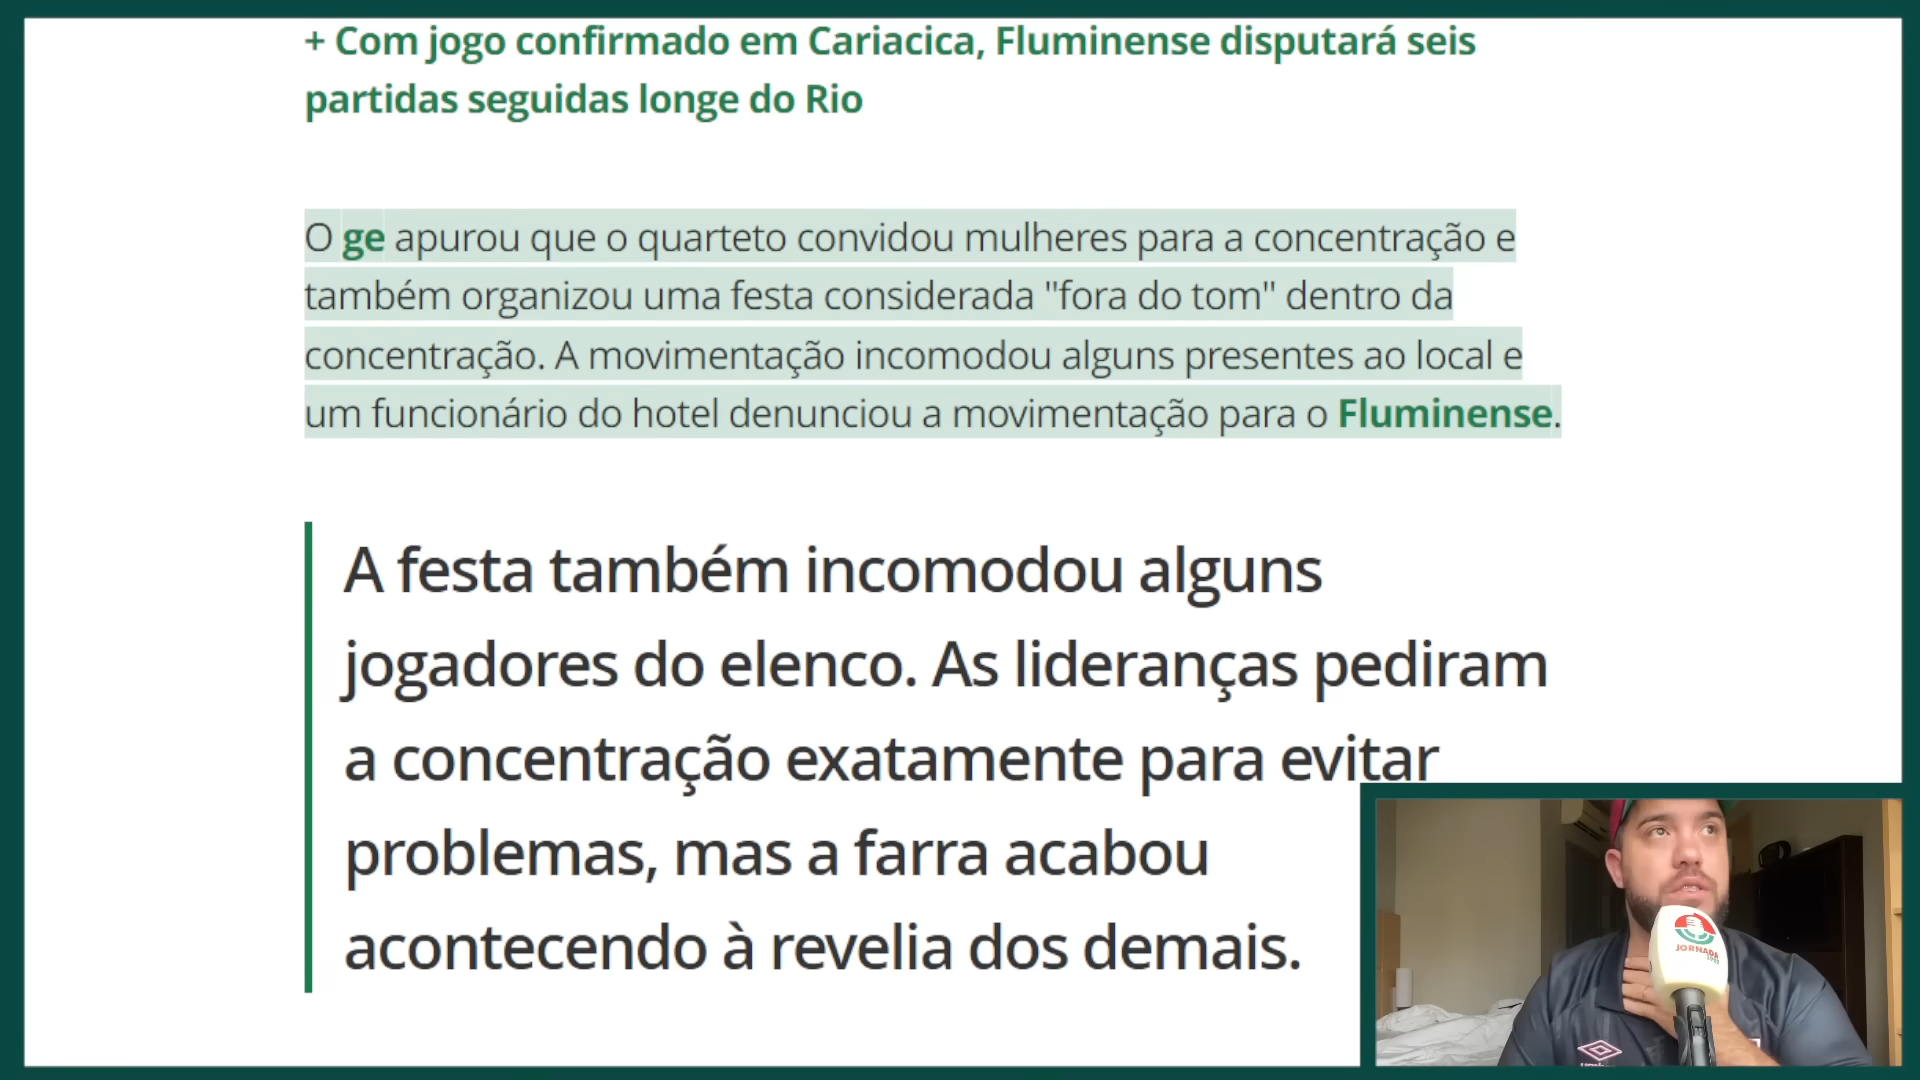 + Com jogo confirmado em Cariacica, Fluminense disputará seis
partidas seguidas longe do Rio
O ge apurou que o quarteto convidou mulheres para a concentração e
também organizou uma festa considerada "fora do tom" dentro da
concentração. A movimentação incomodou alguns presentes ao local e
um funcionário do hotel denunciou a movimentação para o Fluminense.
A festa também incomodou alguns
jogadores do elenco. As lideranças pediram
a concentração exatamente para evitar
problemas, mas a farra acabou
acontecendo à revelia dos demais.
JORNADA